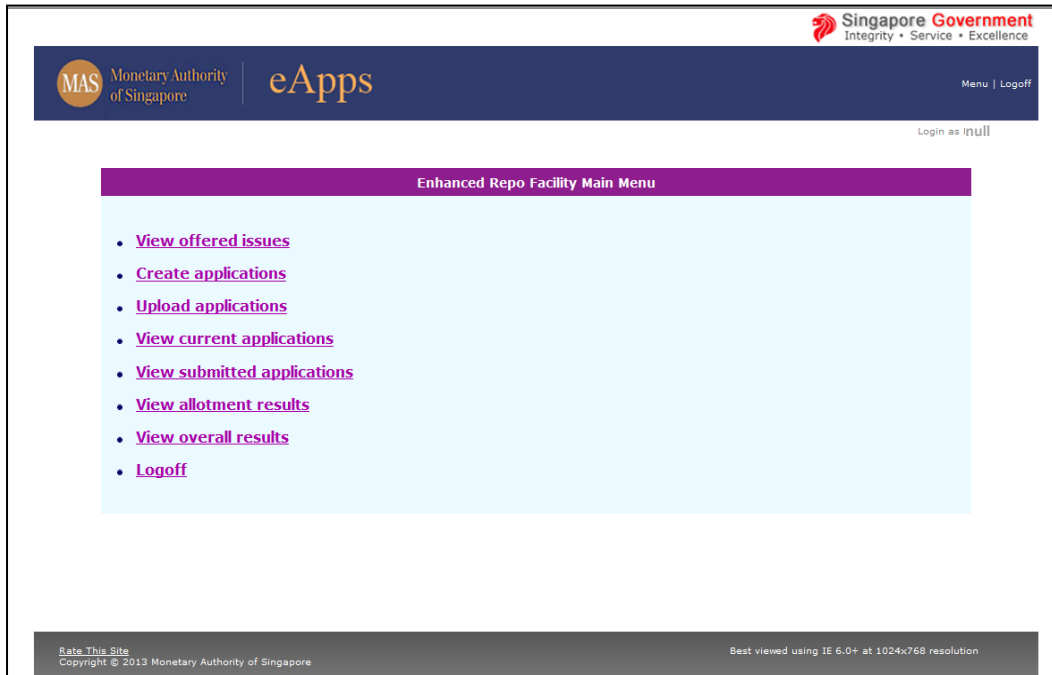 Singapore Government
Integrity • Service • Excellence
MAS
Monetary Authority
of Singapore
eApps
Menu | Logoff
Login as Inull
Enhanced Repo Facility Main Menu
• View offered issues
• Create applications
• Upload applications
• View current applications
• View submitted applications
• View allotment results
• View overall results
• Logoff
Rate This Site
Copyright © 2013 Monetary Authority of Singapore
Best viewed using IE 6.0+ at 1024x768 resolution